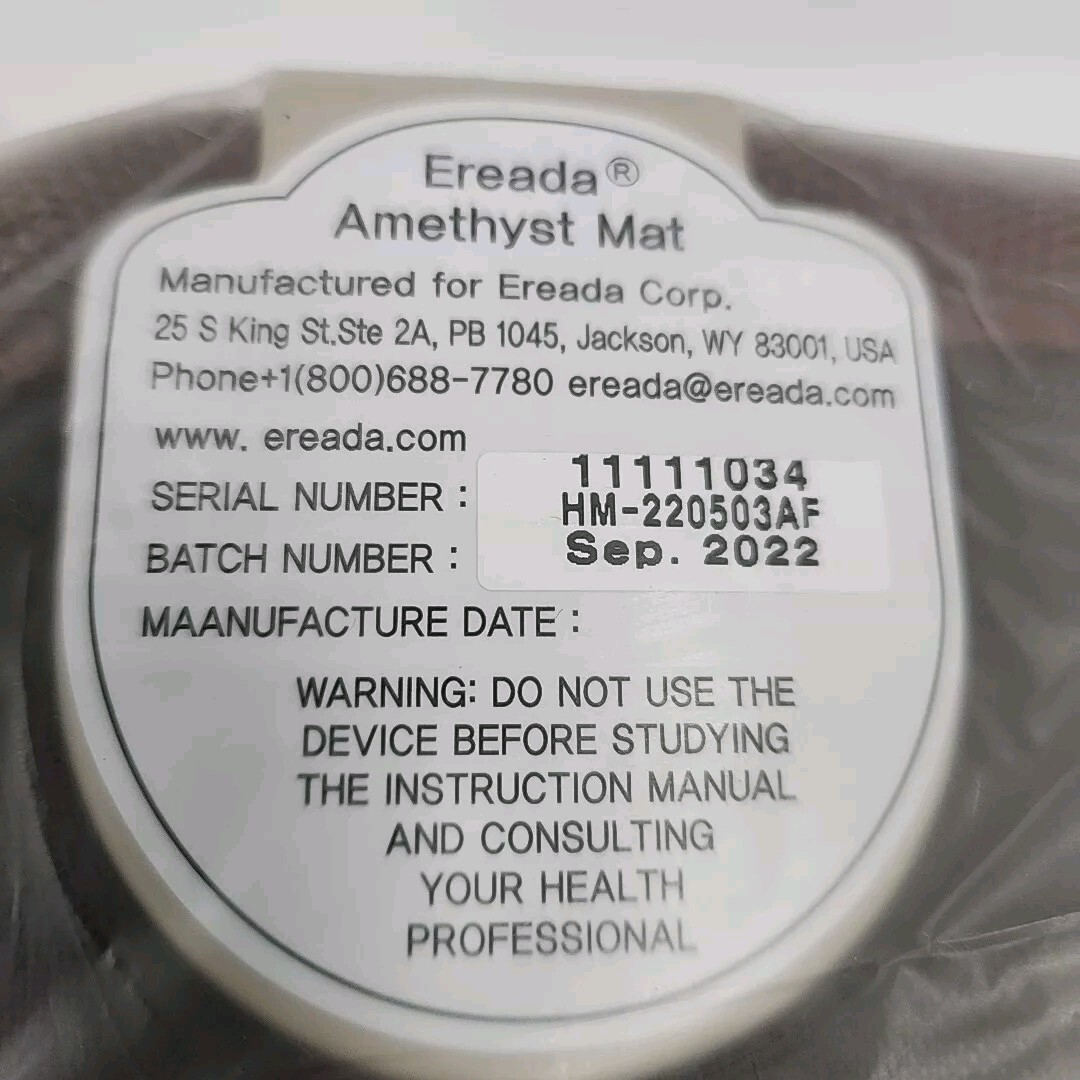 Ereada®
Amethyst Mat
Manufactured for Ereada Corp.
25 S King St.Ste 2A, PB 1045, Jackson, WY 83001, USA
Phone+1(800)688-7780 ereada@ereada.com
www. ereada.com
SERIAL NUMBER : 11111034
BATCH NUMBER : HM-220503AF
MAANUFACTURE DATE : Sep. 2022
WARNING: DO NOT USE THE
DEVICE BEFORE STUDYING
THE INSTRUCTION MANUAL
AND CONSULTING
YOUR HEALTH
PROFESSIONAL